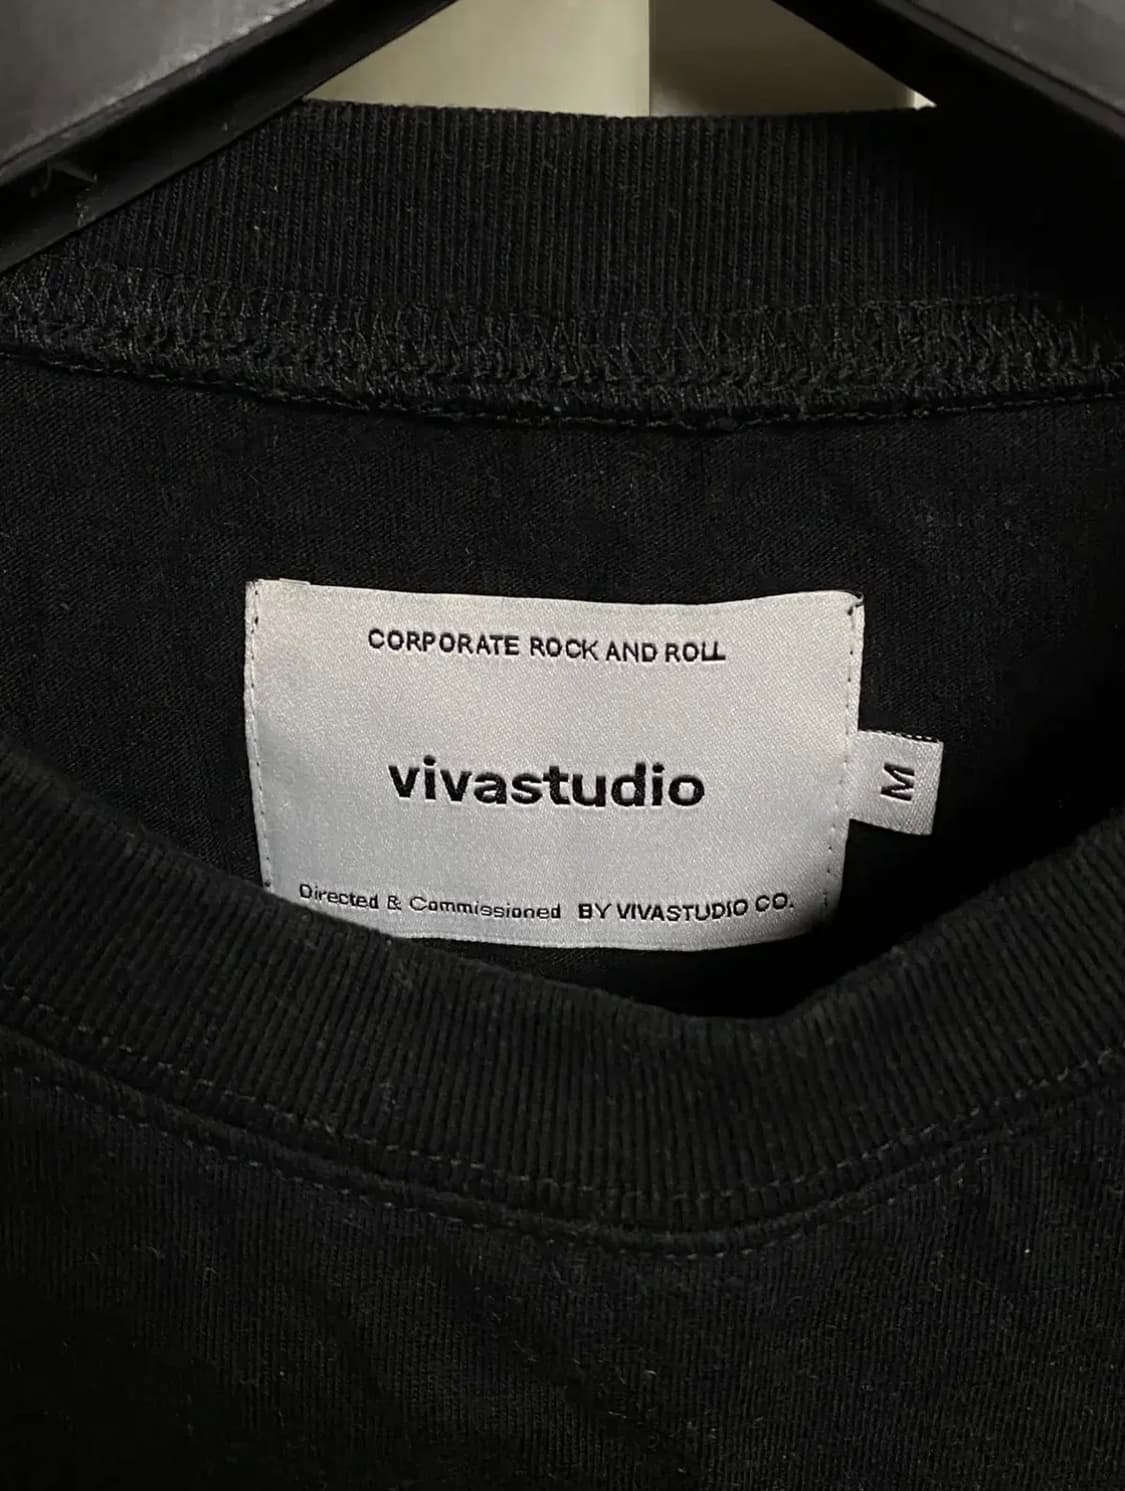 CORPORATE ROCK AND ROLL
vivastudio
M
Directed & Commissioned BY VIVASTUDIO CO.